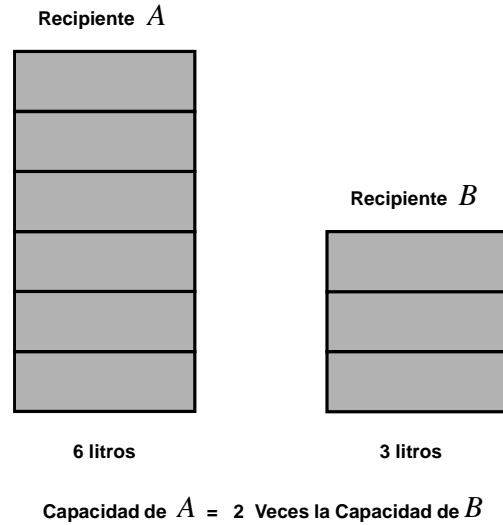 Recipiente A
Recipiente B
6 litros
3 litros
Capacidad de A = 2 Veces la Capacidad de B